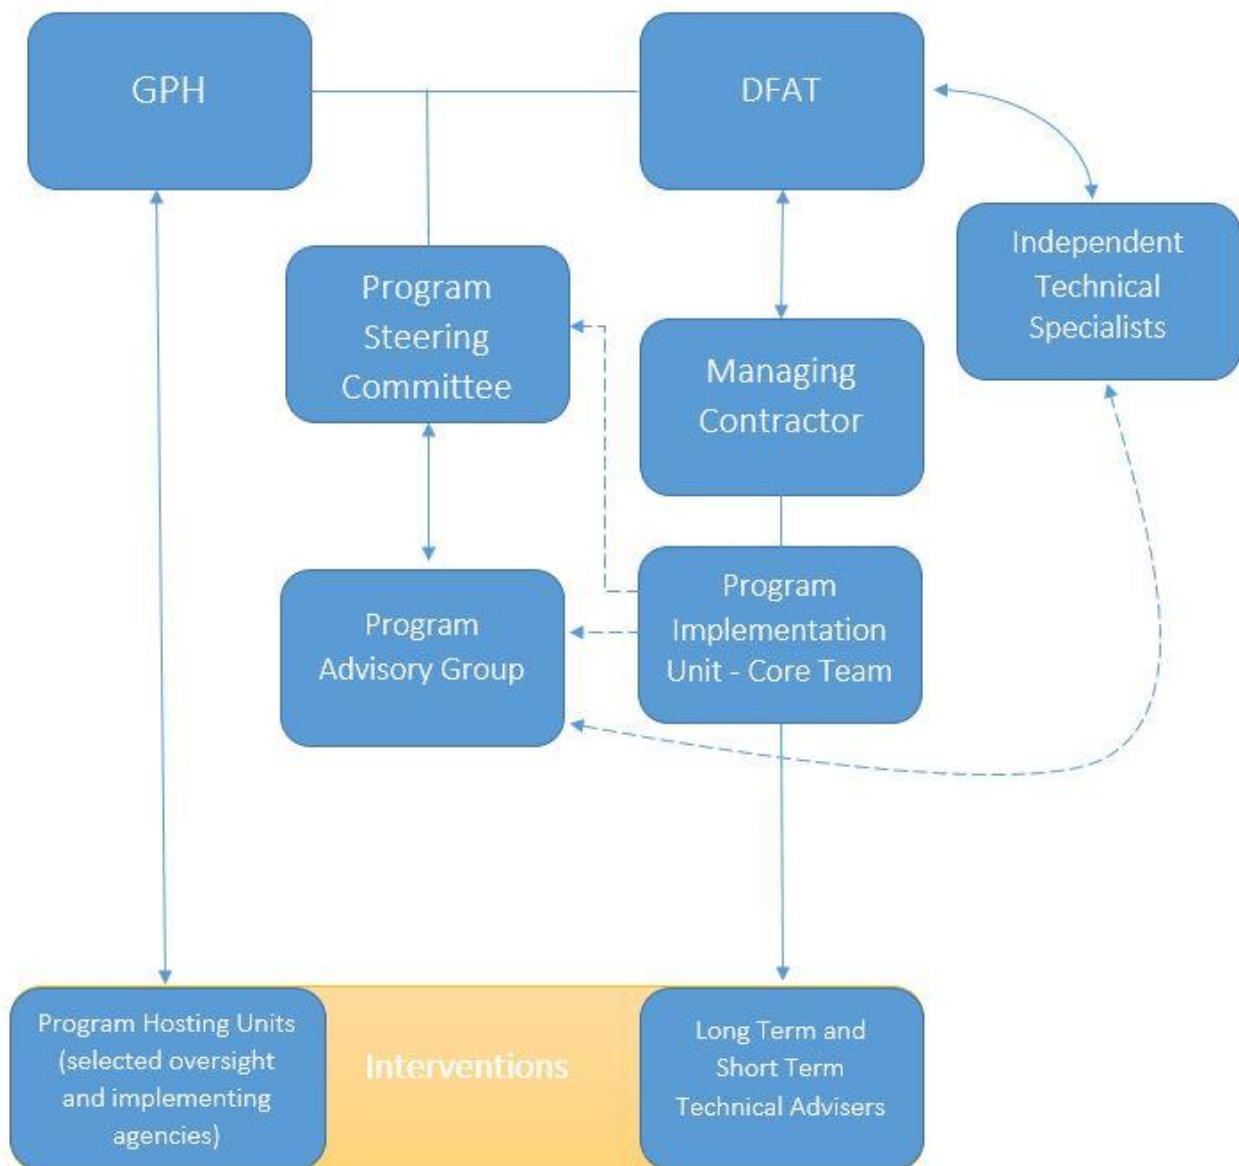 GPH
DFAT
Independent
Technical
Specialists
Program
Steering
Committee
Managing
Contractor
Program
Advisory Group
Program
Implementation
Unit - Core Team
Program Hosting Units
(selected oversight
and implementing
agencies)
Interventions
Long Term and
Short Term
Technical Advisers